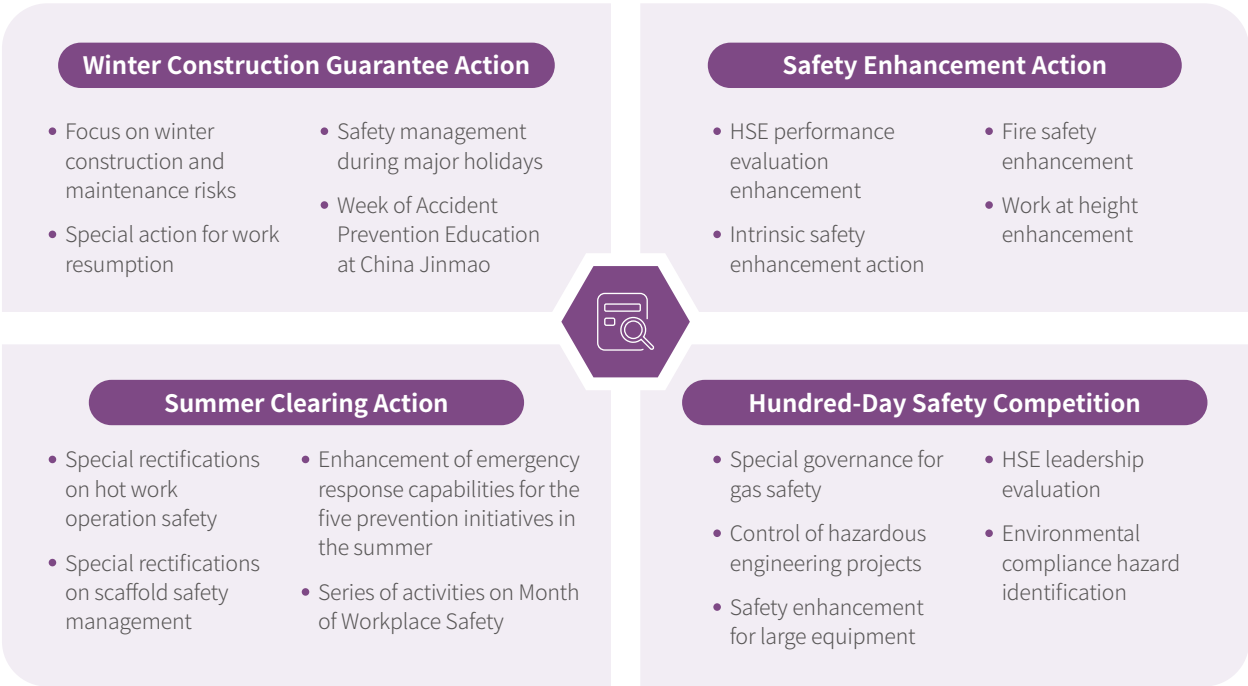 Winter Construction Guarantee Action
• Focus on winter
construction and
maintenance risks
• Special action for work
resumption
• Safety management
during major holidays
• Week of Accident
Prevention Education
at China Jinmao
Safety Enhancement Action
• HSE performance
evaluation
enhancement
• Intrinsic safety
enhancement action
• Fire safety
enhancement
• Work at height
enhancement
Summer Clearing Action
• Special rectifications
on hot work
operation safety
• Special rectifications
on scaffold safety
management
• Enhancement of emergency
response capabilities for the
five prevention initiatives in
the summer
• Series of activities on Month
of Workplace Safety
Hundred-Day Safety Competition
• Special governance for
gas safety
• Control of hazardous
engineering projects
• Safety enhancement
for large equipment
• HSE leadership
evaluation
• Environmental
compliance hazard
identification